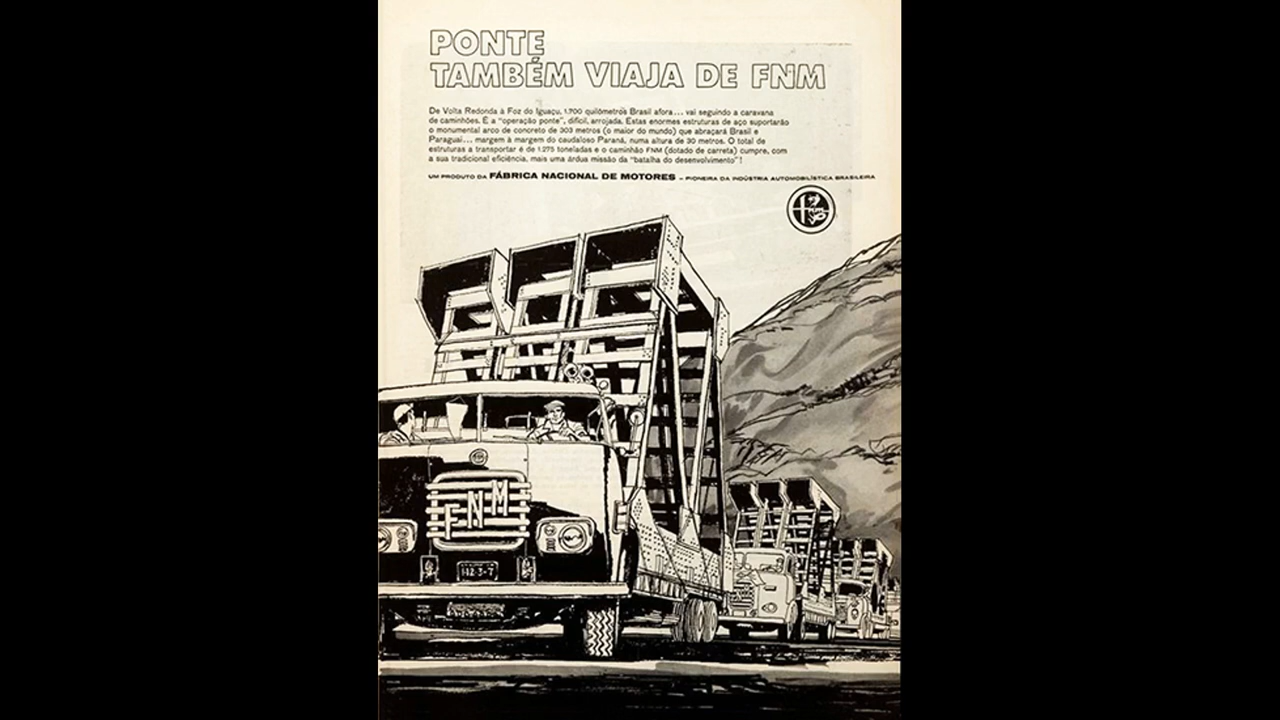 PONTE
TAMBÉM VIAJA DE FNM
De Volta Redonda à Foz do Iguaçu, 1.700 quilômetros Brasil afora... vai seguindo a caravana
de caminhões. É a "operação ponte", difícil, arrojada. Estas enormes estruturas de aço suportarão
o monumental arco de concreto de 303 metros (o maior do mundo) que abraçará Brasil e
Paraguai... margem à margem do caudaloso Paraná, numa altura de 30 metros. O total de
estruturas a transportar é de 1.275 toneladas e o caminhão FNM (dotado de carreta) cumpre, com
a sua tradicional eficiência, mais uma árdua missão da "batalha do desenvolvimento"!
UM PRODUTO DA FÁBRICA NACIONAL DE MOTORES – PIONEIRA DA INDÚSTRIA AUTOMOBILÍSTICA BRASILEIRA
fnm
FNM